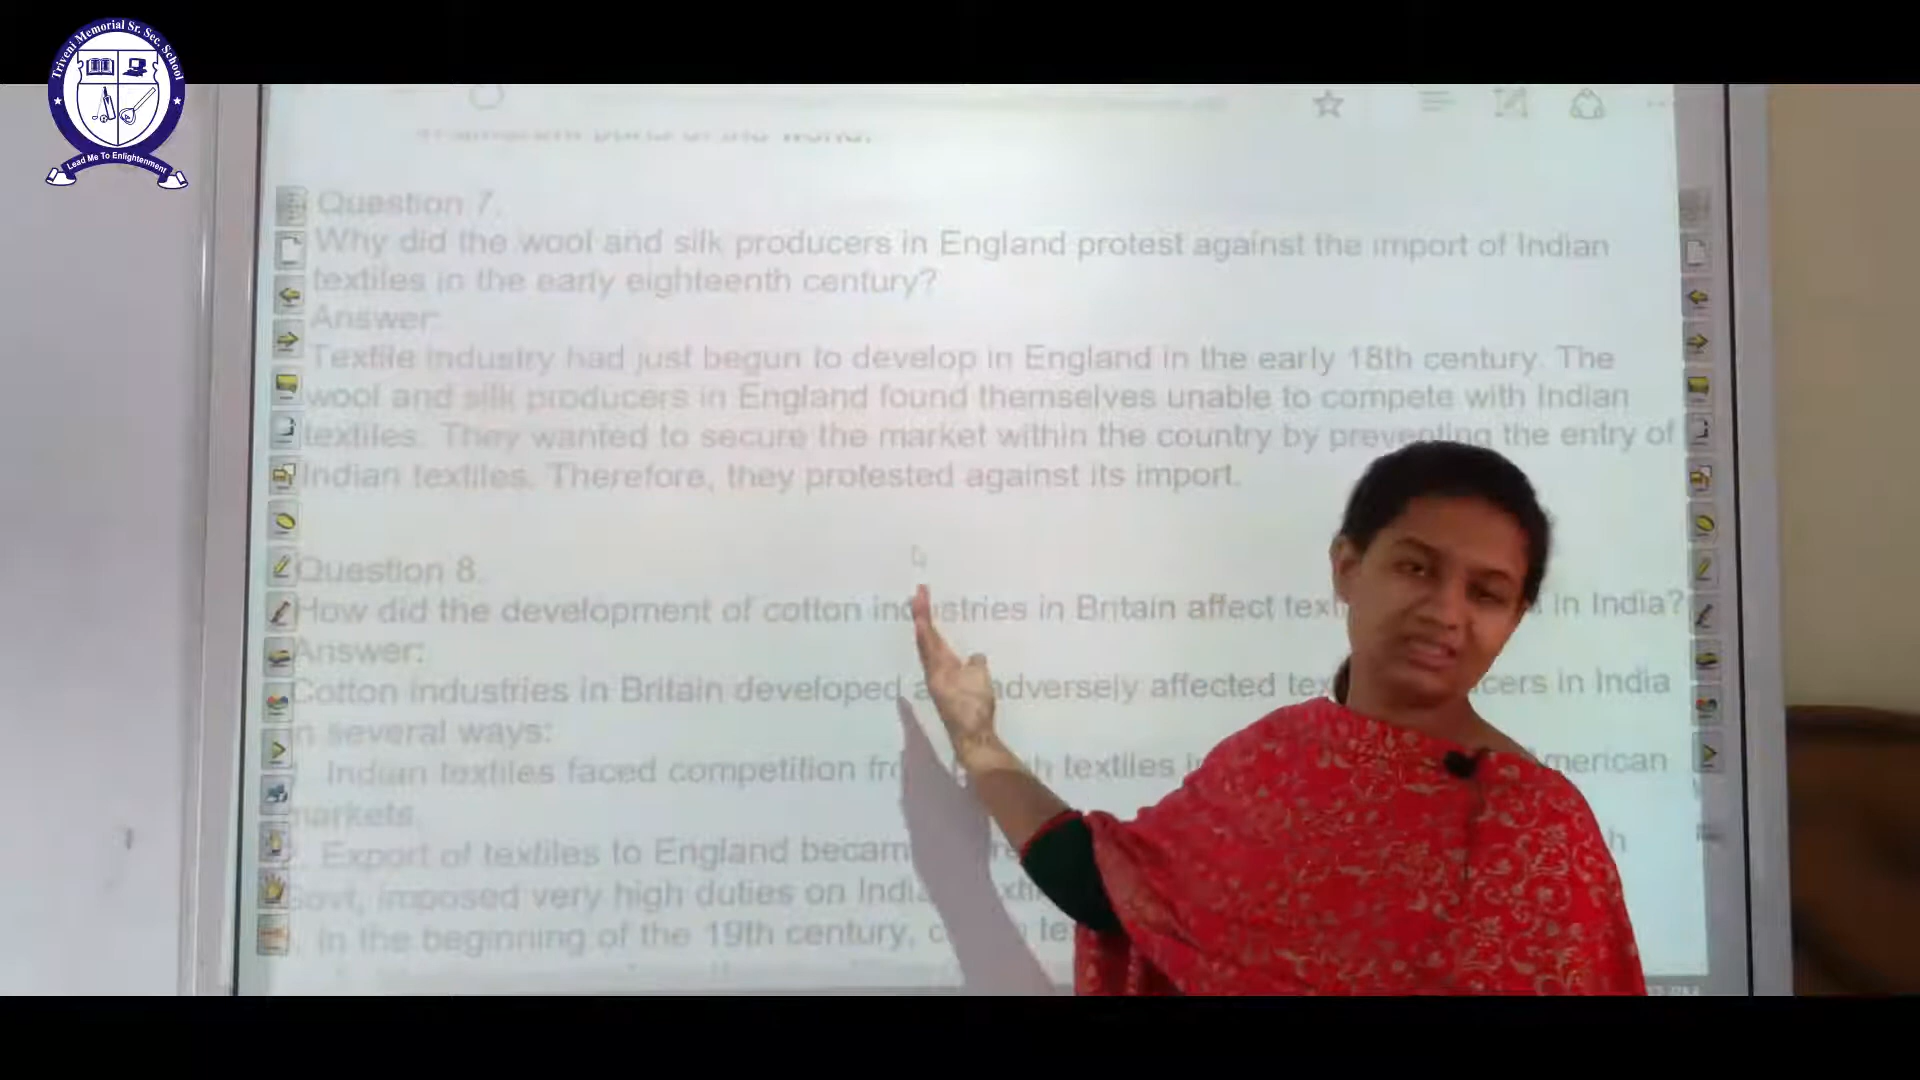 Triveni Memorial Sr. Sec. School
Lead Me To Enlightenment
Question 7.
Why did the wool and silk producers in England protest against the import of Indian
textiles in the early eighteenth century?
Answer:
Textile industry had just begun to develop in England in the early 18th century. The
wool and silk producers in England found themselves unable to compete with Indian
textiles. They wanted to secure the market within the country by preventing the entry of
Indian textiles. Therefore, they protested against its import.
Question 8.
How did the development of cotton industries in Britain affect in India?
Answer:
Cotton industries in Britain developed adversely affected in India
in several ways:
Indian textiles faced competition textiles American
markets.
Export of textiles to England
Govt, imposed very high duties on
In the beginning of the 19th century,